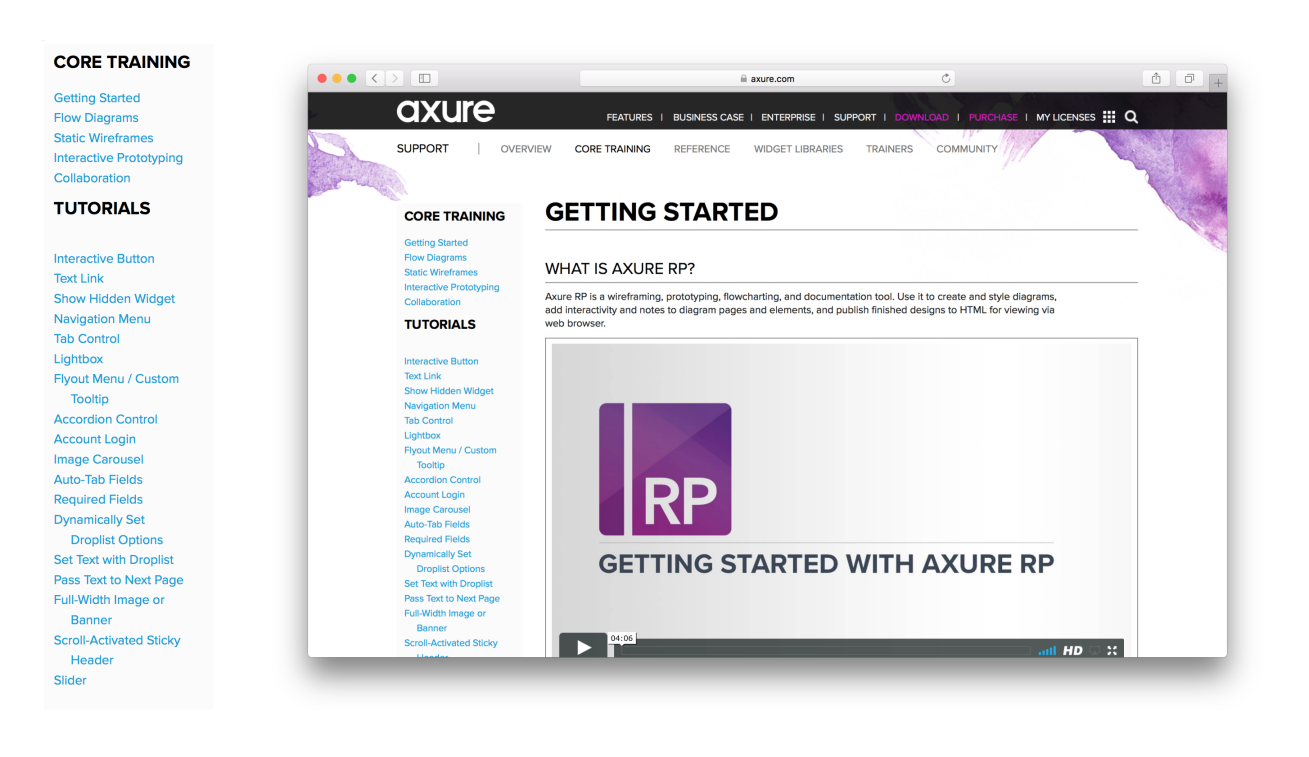 CORE TRAINING
Getting Started
Flow Diagrams
Static Wireframes
Interactive Prototyping
Collaboration
TUTORIALS
Interactive Button
Text Link
Show Hidden Widget
Navigation Menu
Tab Control
Lightbox
Flyout Menu / Custom
Tooltip
Accordion Control
Account Login
Image Carousel
Auto-Tab Fields
Required Fields
Dynamically Set
Droplist Options
Set Text with Droplist
Pass Text to Next Page
Full-Width Image or
Banner
Scroll-Activated Sticky
Header
Slider
axure.com
axure
FEATURES | BUSINESS CASE | ENTERPRISE | SUPPORT | DOWNLOAD | PURCHASE | MY LICENSES
SUPPORT | OVERVIEW CORE TRAINING REFERENCE WIDGET LIBRARIES TRAINERS COMMUNITY
CORE TRAINING
Getting Started
Flow Diagrams
Static Wireframes
Interactive Prototyping
Collaboration
TUTORIALS
Interactive Button
Text Link
Show Hidden Widget
Navigation Menu
Tab Control
Lightbox
Flyout Menu / Custom
Tooltip
Accordion Control
Account Login
Image Carousel
Auto-Tab Fields
Required Fields
Dynamically Set
Droplist Options
Set Text with Droplist
Pass Text to Next Page
Full-Width Image or
Banner
Scroll-Activated Sticky
Header
GETTING STARTED
WHAT IS AXURE RP?
Axure RP is a wireframing, prototyping, flowcharting, and documentation tool. Use it to create and style diagrams,
add interactivity and notes to diagram pages and elements, and publish finished designs to HTML for viewing via
web browser.
RP
GETTING STARTED WITH AXURE RP
04:06
HD